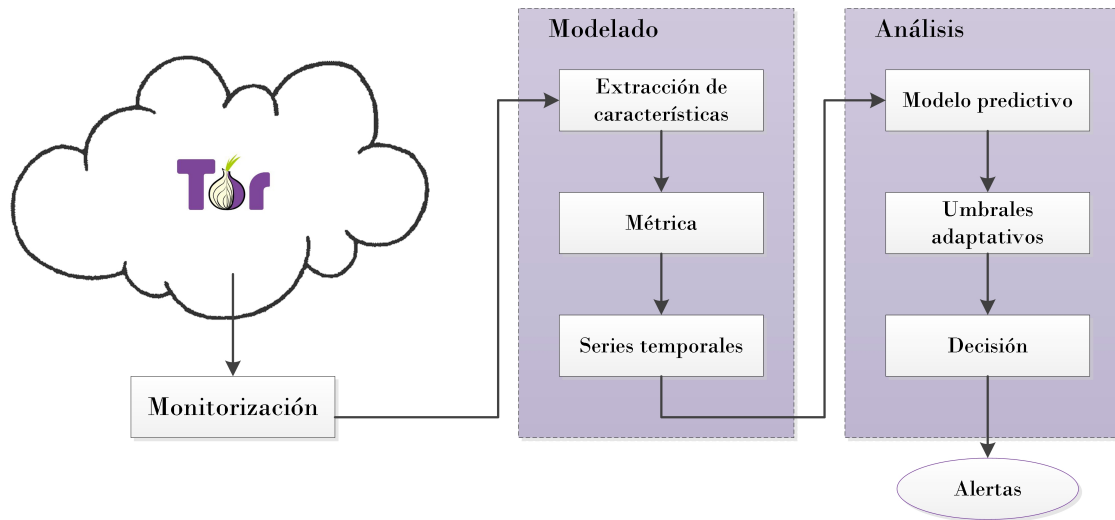 Tor
Monitorización
Modelado
Extracción de
características
Métrica
Series temporales
Análisis
Modelo predictivo
Umbrales
adaptativos
Decisión
Alertas